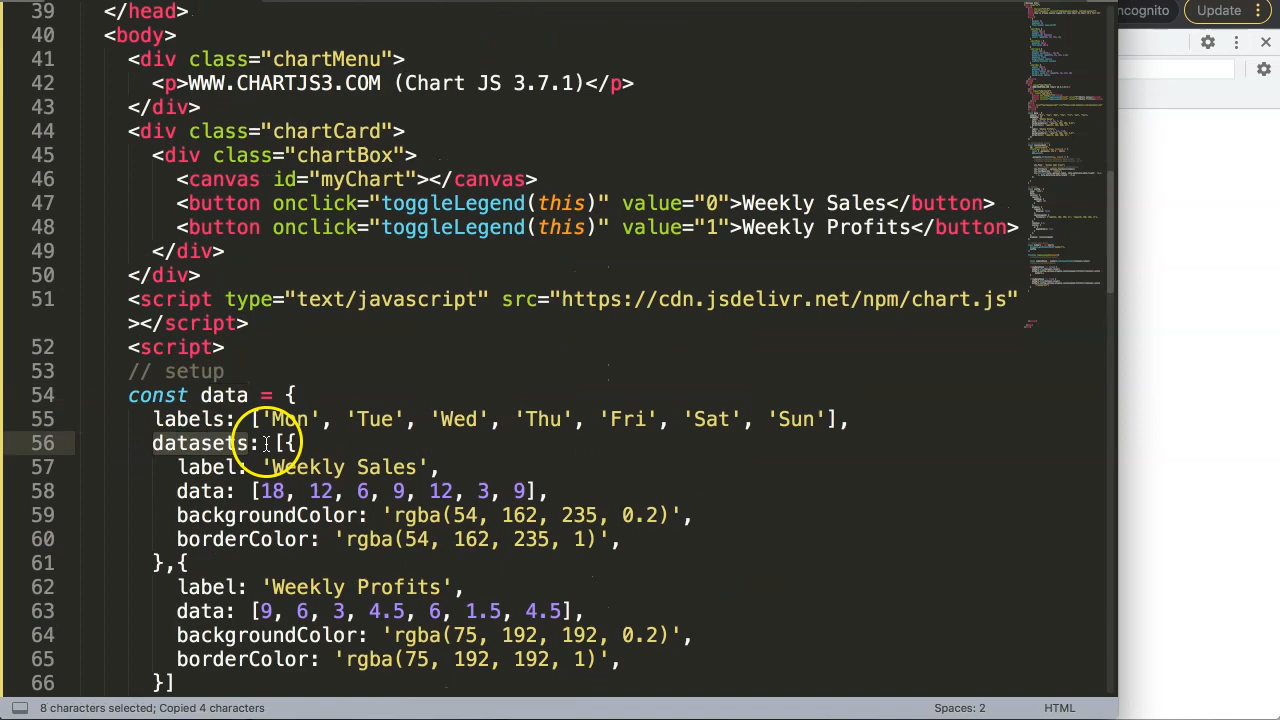 39 </head>
40 <body>
41 <div class="chartMenu">
42 <p>WWW.CHARTJS3.COM (Chart JS 3.7.1)</p>
43 </div>
44 <div class="chartCard">
45 <div class="chartBox">
46 <canvas id="myChart"></canvas>
47 <button onclick="toggleLegend(this)" value="0">Weekly Sales</button>
48 <button onclick="toggleLegend(this)" value="1">Weekly Profits</button>
49 </div>
50 </div>
51 <script type="text/javascript" src="https://cdn.jsdelivr.net/npm/chart.js"
></script>
52 <script>
53 // setup
54 const data = {
55 labels: ['Mon', 'Tue', 'Wed', 'Thu', 'Fri', 'Sat', 'Sun'],
56 datasets: [{
57 label: 'Weekly Sales',
58 data: [18, 12, 6, 9, 12, 3, 9],
59 backgroundColor: 'rgba(54, 162, 235, 0.2)',
60 borderColor: 'rgba(54, 162, 235, 1)',
61 },{
62 label: 'Weekly Profits',
63 data: [9, 6, 3, 4.5, 6, 1.5, 4.5],
64 backgroundColor: 'rgba(75, 192, 192, 0.2)',
65 borderColor: 'rgba(75, 192, 192, 1)',
66 }]
8 characters selected; Copied 4 characters
Spaces: 2
HTML
cognito
Update